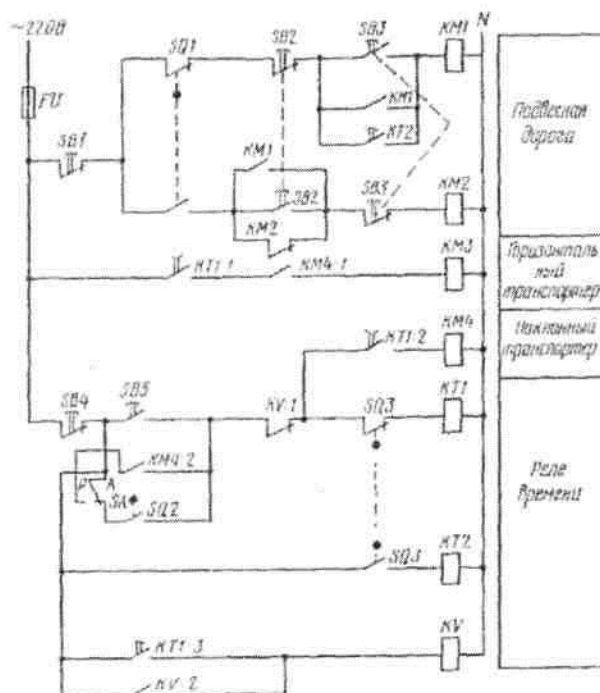 ~220В N
SQ1 SB2 SB3 KM1
FU
KM1
KT2
Подвесная
дорога
SB1
KM1
SB2 SB3 KM2
KM2
KM3
KT1-1 KM4-1
Горизонталь
ный
транспортер
KM4
KT1-2
Наклонный
транспортер
SB4 SB5 KV-1 SQ3 KT1
KM4-2
Р А
SA
SQ2
Реле
времени
SQ3 KT2
KV
KT1-3
KV-2